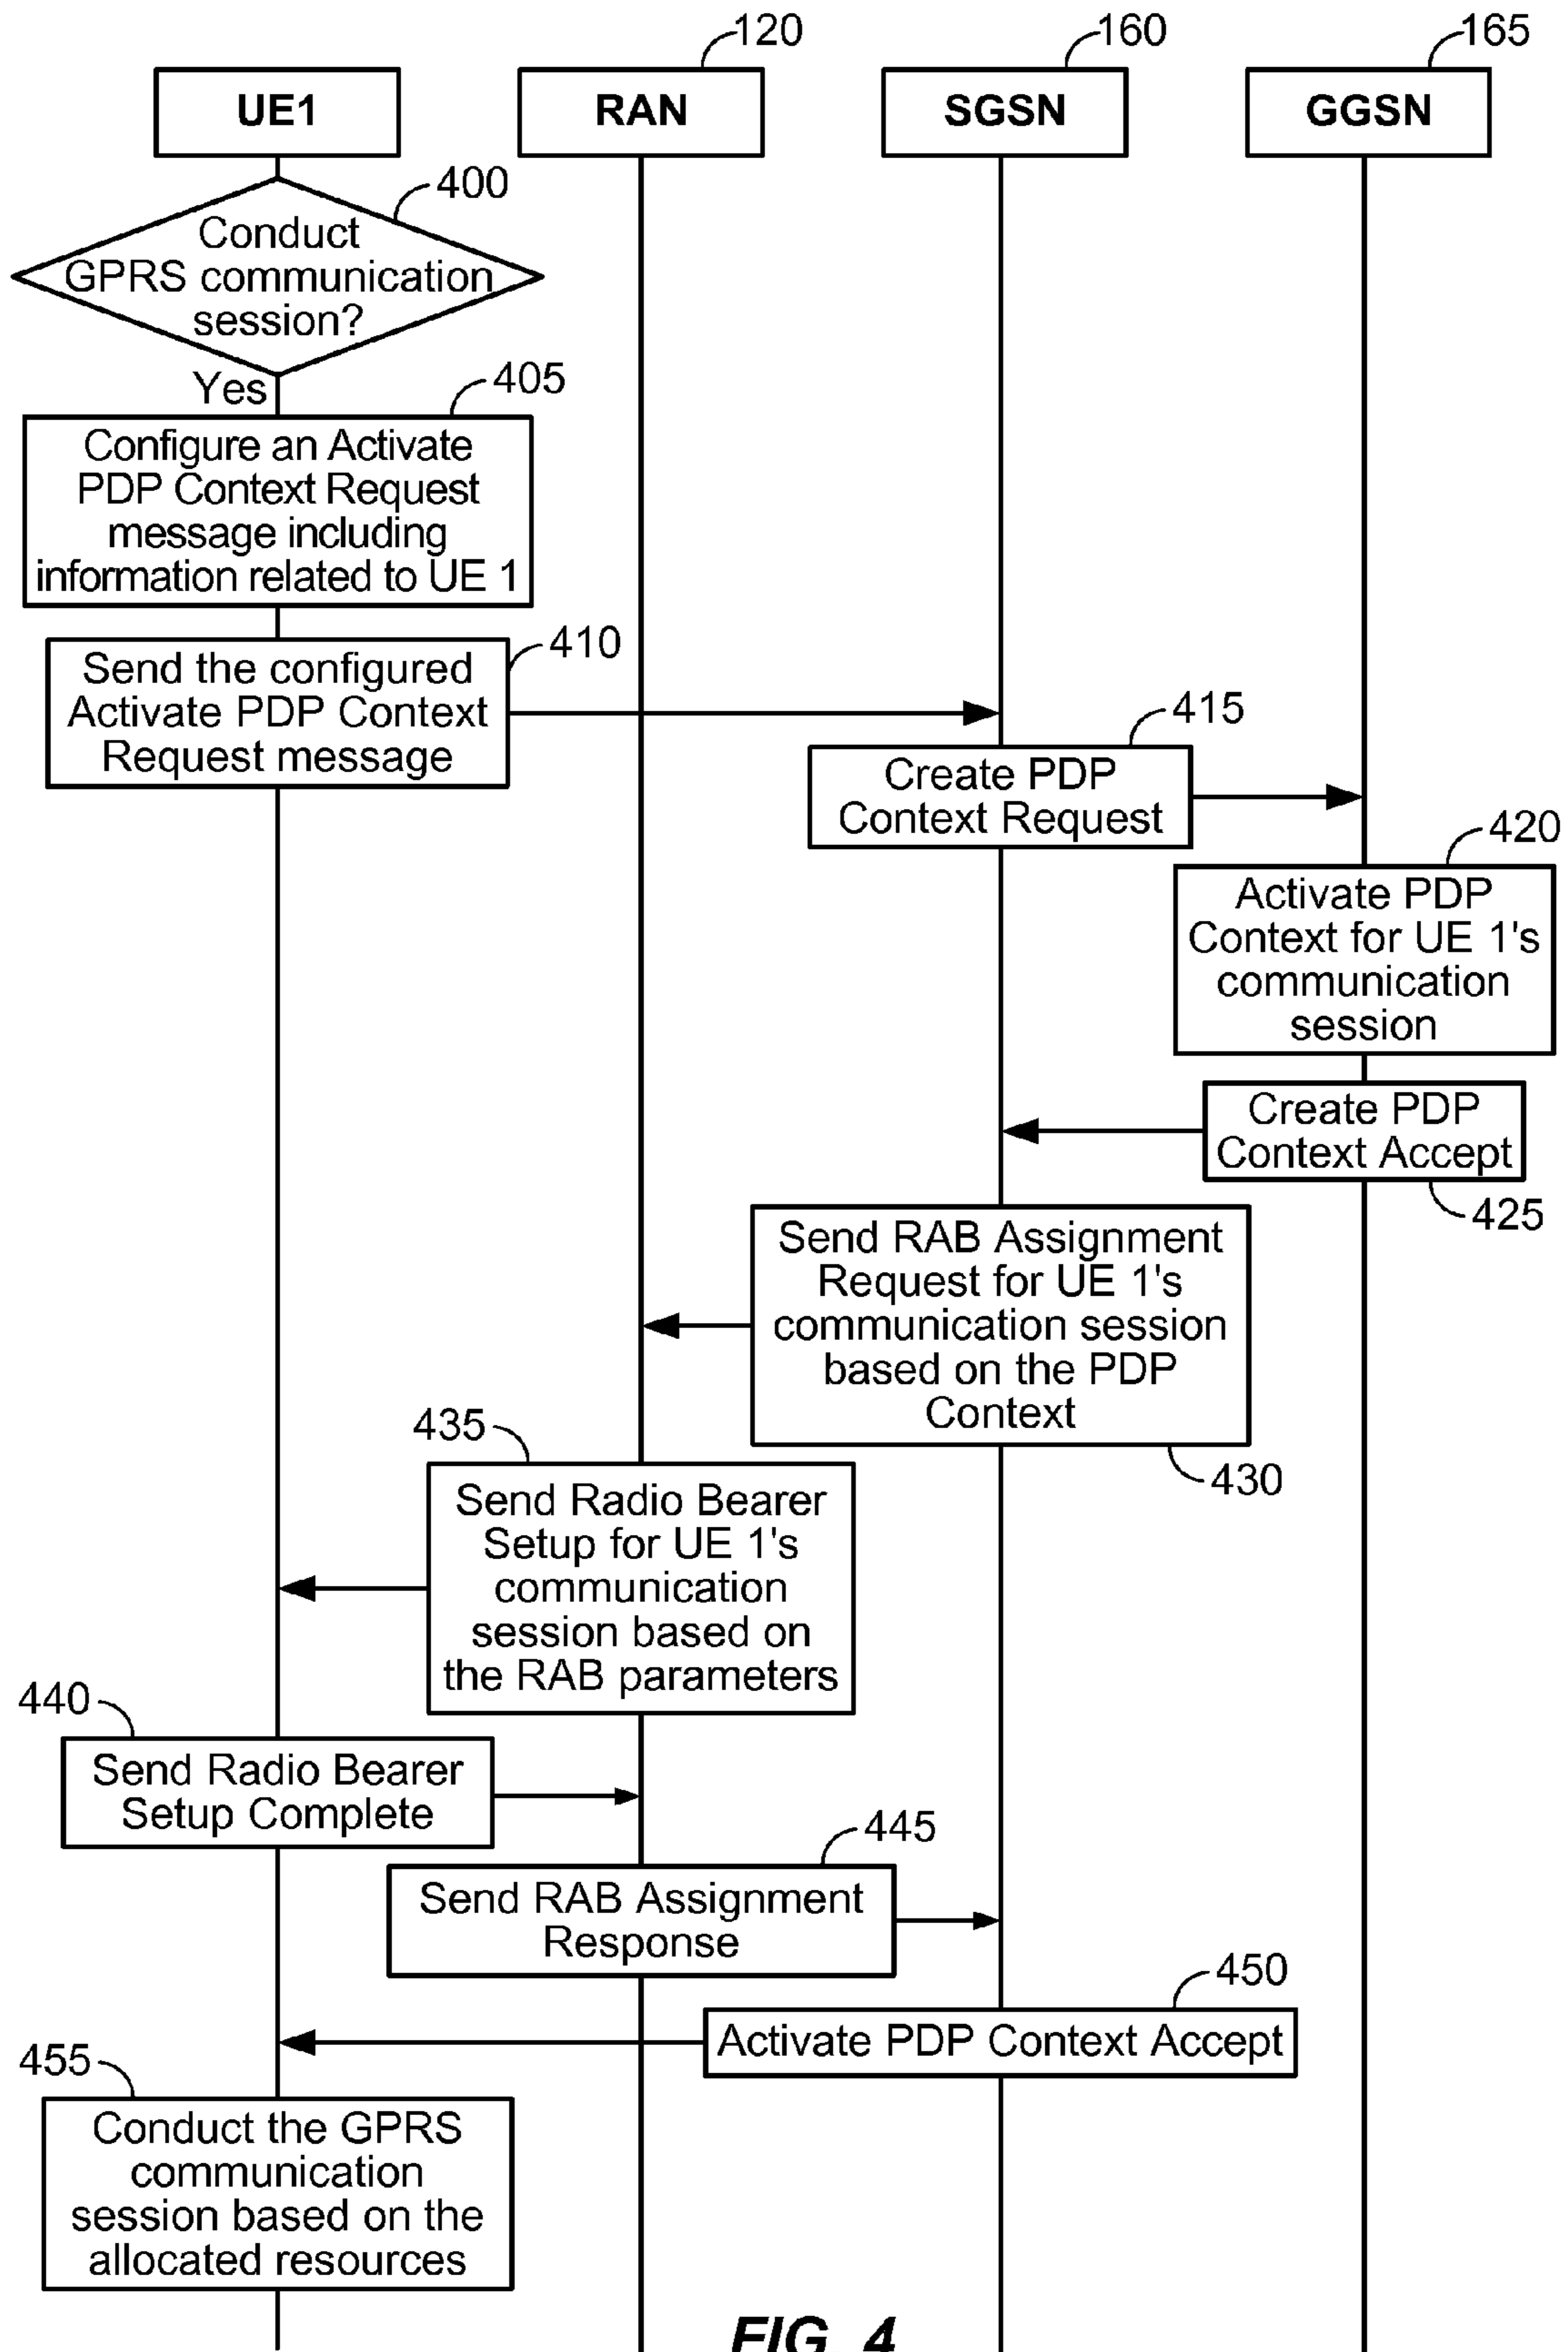 120
160
165
UE1
RAN
SGSN
GGSN
400
Conduct
GPRS communication
session?
Yes
405
Configure an Activate
PDP Context Request
message including
information related to UE 1
410
Send the configured
Activate PDP Context
Request message
415
Create PDP
Context Request
420
Activate PDP
Context for UE 1's
communication
session
Create PDP
Context Accept
425
Send RAB Assignment
Request for UE 1's
communication session
based on the PDP
Context
430
435
Send Radio Bearer
Setup for UE 1's
communication
session based on
the RAB parameters
440
Send Radio Bearer
Setup Complete
445
Send RAB Assignment
Response
450
Activate PDP Context Accept
455
Conduct the GPRS
communication
session based on the
allocated resources
FIG. 4